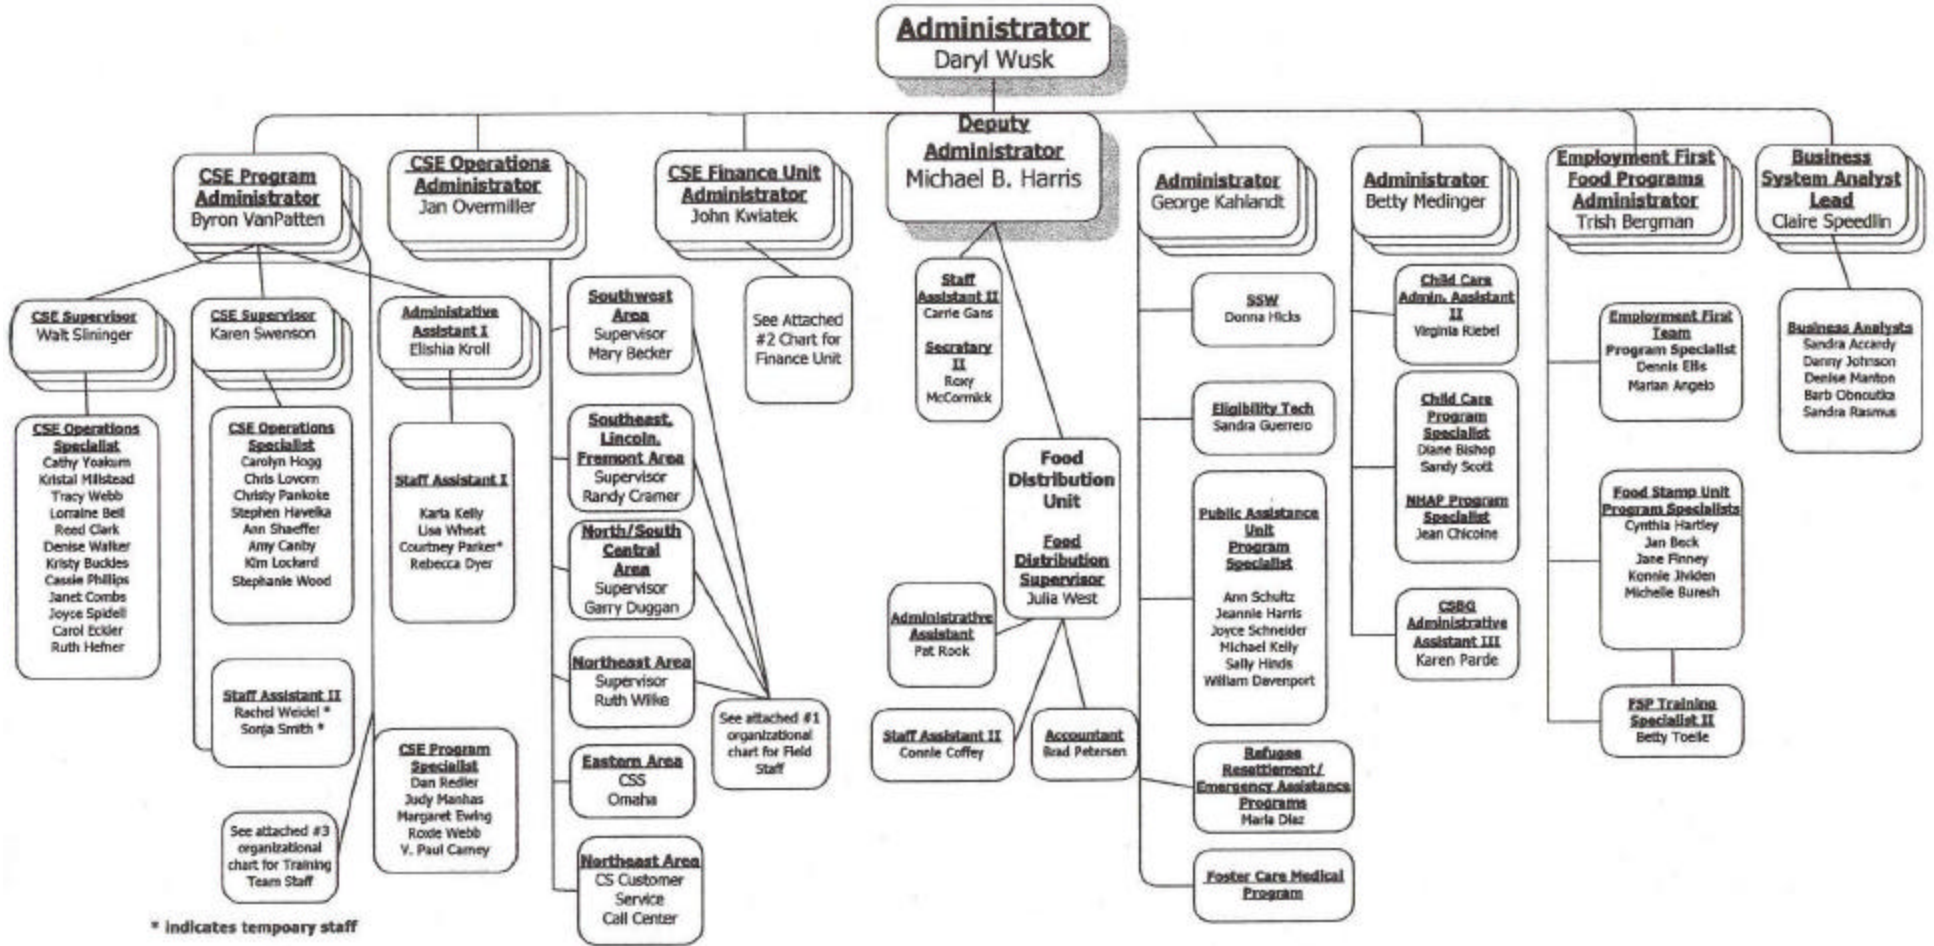 Administrator
Daryl Wusk
CSE Program
Administrator
Byron VanPatten
CSE Operations
Administrator
Jan Overmiller
CSE Finance Unit
Administrator
John Kwiatek
Deputy
Administrator
Michael B. Harris
Administrator
George Kahlandt
Administrator
Betty Medinger
Employment First
Food Programs
Administrator
Trish Bergman
Business
System Analyst
Lead
Claire Speedlin
CSE Supervisor
Walt Slininger
CSE Supervisor
Karen Swenson
Administative
Assistant I
Elishia Kroll
CSE Operations
Specialist
Cathy Yoakum
Kristal Millstead
Tracy Webb
Lorraine Bell
Reed Clark
Denise Walker
Kristy Buckles
Cassie Phillips
Janet Combs
Joyce Spidell
Carol Eckler
Ruth Hefner
CSE Operations
Specialist
Carolyn Hogg
Chris Lovorn
Christy Pankoke
Stephen Havelka
Ann Shaeffer
Amy Canby
Kim Lockard
Stephanie Wood
Staff Assistant I
Karla Kelly
Lisa Wheat
Courtney Parker*
Rebecca Dyer
Staff Assistant II
Rachel Weidel *
Sonja Smith *
CSE Program
Specialist
Dan Redler
Judy Manhas
Margaret Ewing
Roxie Webb
V. Paul Carney
See attached #3
organizational
chart for Training
Team Staff
Southwest
Area
Supervisor
Mary Becker
Southeast,
Lincoln,
Fremont Area
Supervisor
Randy Cramer
North/South
Central
Area
Supervisor
Garry Duggan
Northeast Area
Supervisor
Ruth Wilke
Eastern Area
CSS
Omaha
Northeast Area
CS Customer
Service
Call Center
See Attached
#2 Chart for
Finance Unit
See attached #1
organizational
chart for Field
Staff
Staff
Assistant II
Carrie Gans
Secratary
II
Roxy
McCormick
Food
Distribution
Unit
Food
Distribution
Supervisor
Julia West
Administrative
Assistant
Pat Rook
Staff Assistant II
Connie Coffey
Accountant
Brad Petersen
SSW
Donna Hicks
Eligibility Tech
Sandra Guerrero
Public Assistance
Unit
Program
Specialist
Ann Schultz
Jeannie Harris
Joyce Schneider
Michael Kelly
Sally Hinds
William Davenport
Refugee
Resettlement/
Emergency Assistance
Programs
Maria Diaz
Foster Care Medical
Program
Child Care
Admin. Assistant
II
Virginia Riebel
Child Care
Program
Specialist
Diane Bishop
Sandy Scott
NHAP Program
Specialist
Jean Chicoine
CSBG
Administrative
Assistant III
Karen Parde
Employment First
Team
Program Specialist
Dennis Ellis
Marian Angelo
Food Stamp Unit
Program Specialists
Cynthia Hartley
Jan Beck
Jane Finney
Konnie Jividen
Michelle Buresh
FSP Training
Specialist II
Betty Toelle
Business Analysts
Sandra Accardy
Danny Johnson
Denise Manton
Barb
Sandra Rasmus
* indicates tempoary staff